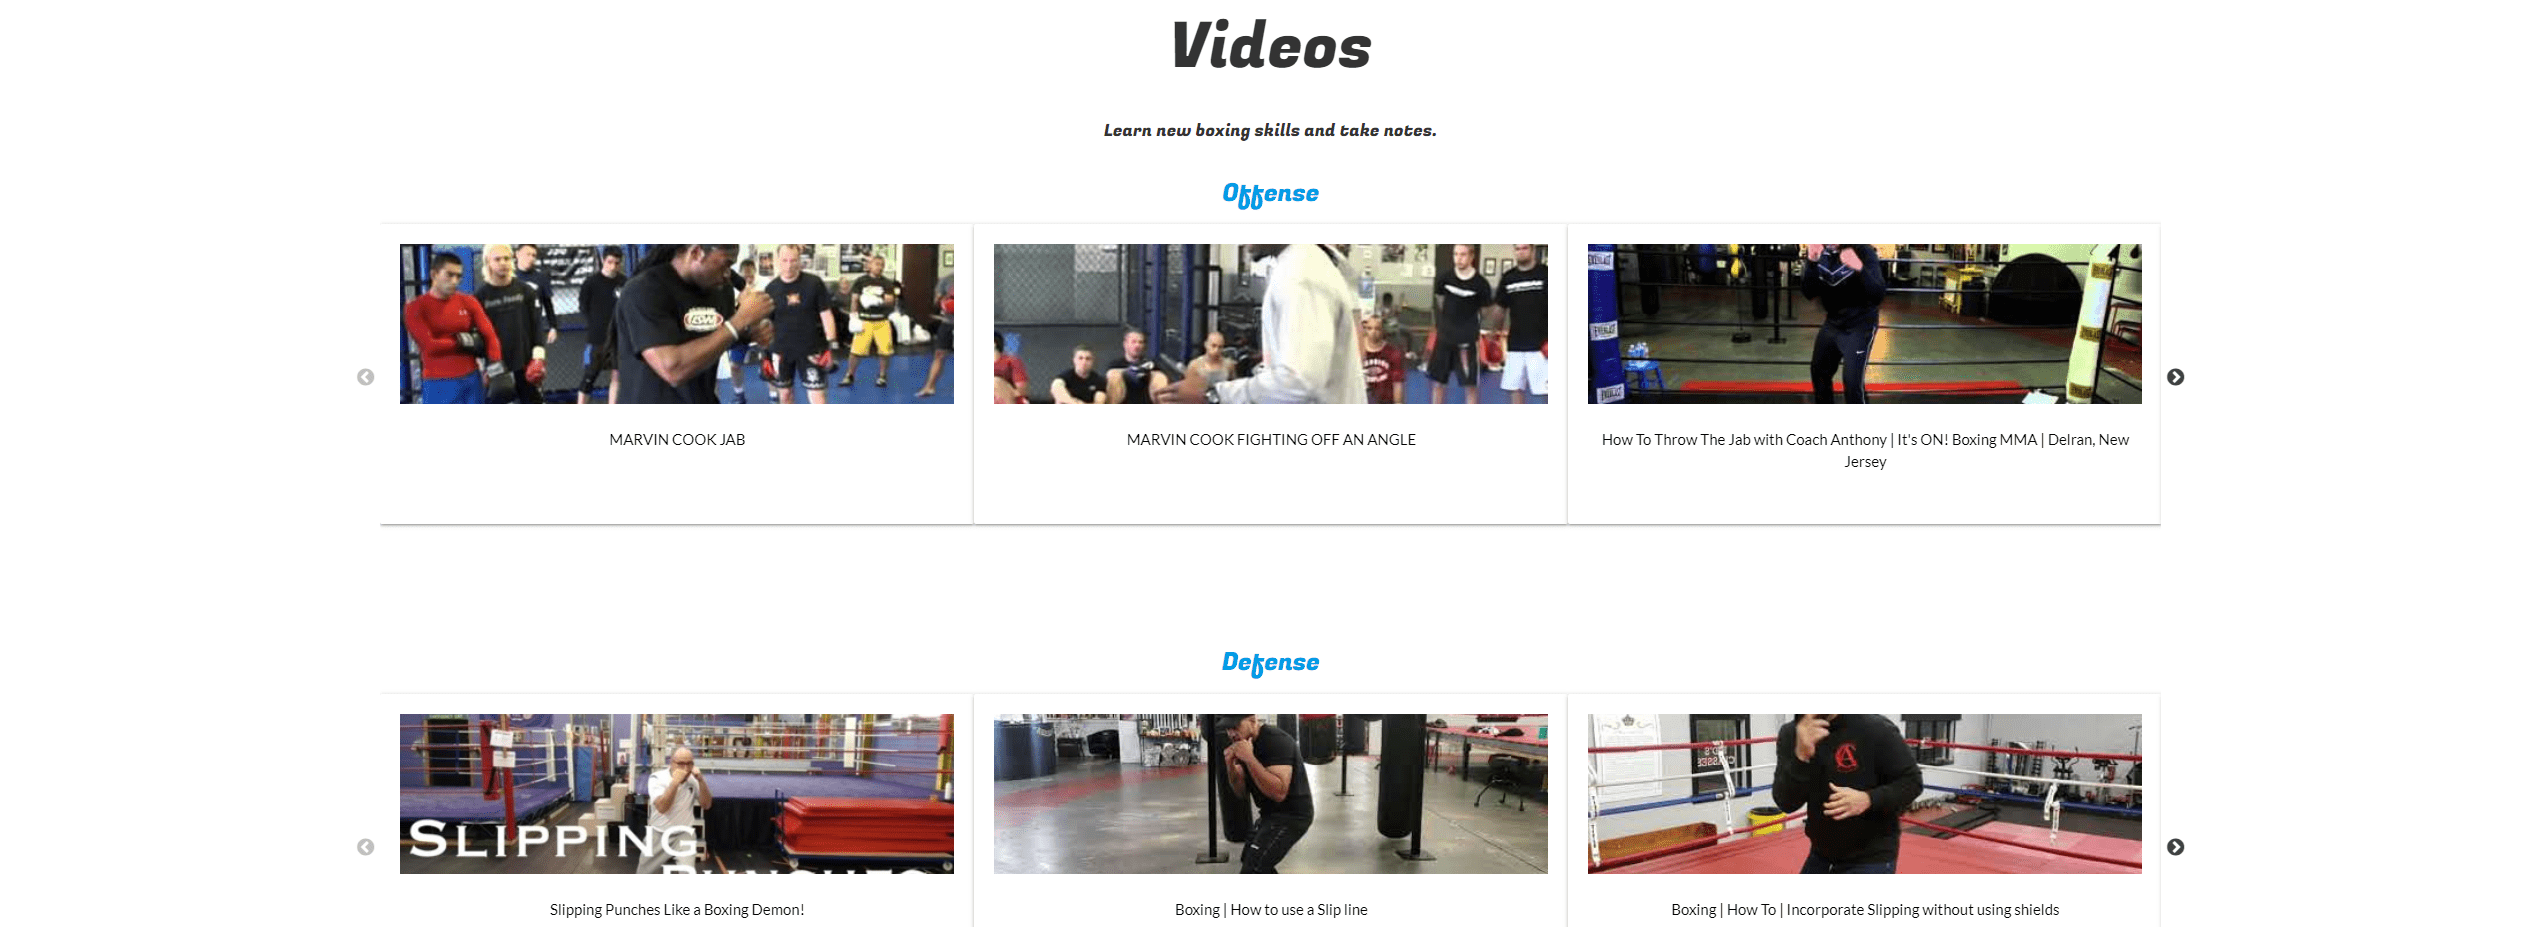 Videos
Learn new boxing skills and take notes.
Offense
MARVIN COOK JAB
MARVIN COOK FIGHTING OFF AN ANGLE
How To Throw The Jab with Coach Anthony | It's ON! Boxing MMA | Delran, New
Jersey
Defense
SLIPPING
PUNCHES
Slipping Punches Like a Boxing Demon!
Boxing | How to use a Slip line
Boxing | How To | Incorporate Slipping without using shields